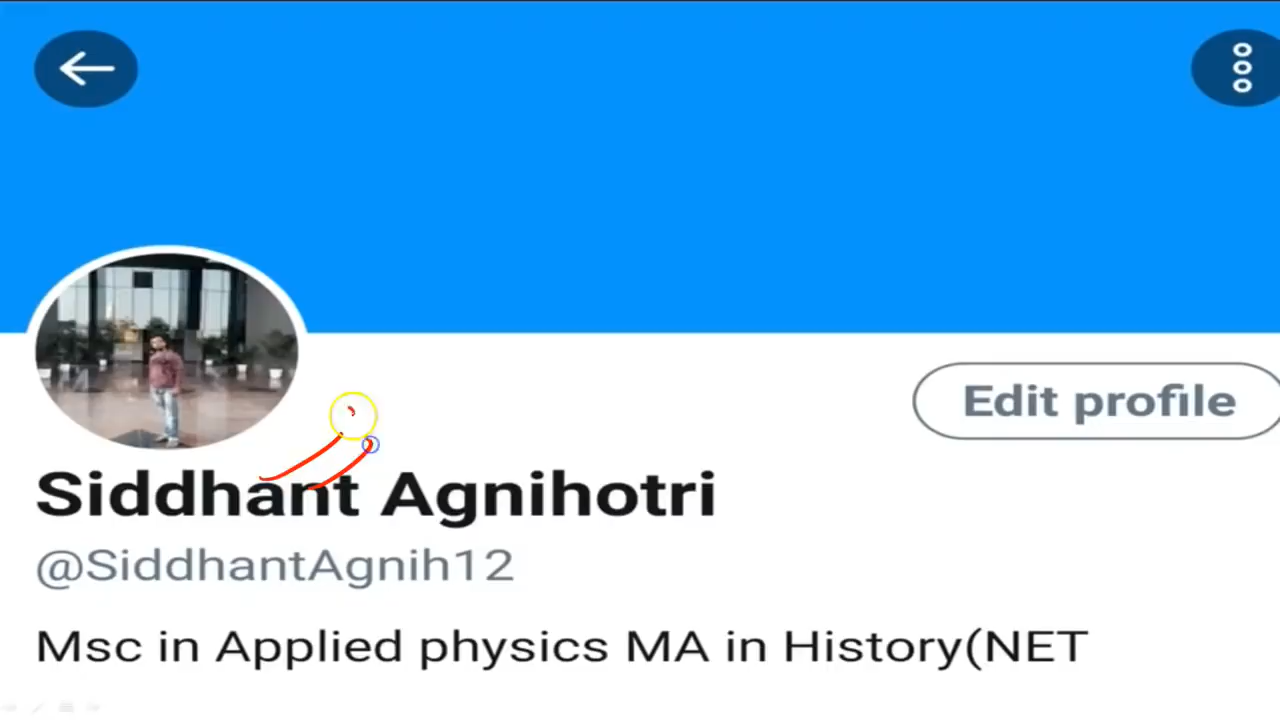 Edit profile
Siddhant Agnihotri
@SiddhantAgnih12
Msc in Applied physics MA in History(NET